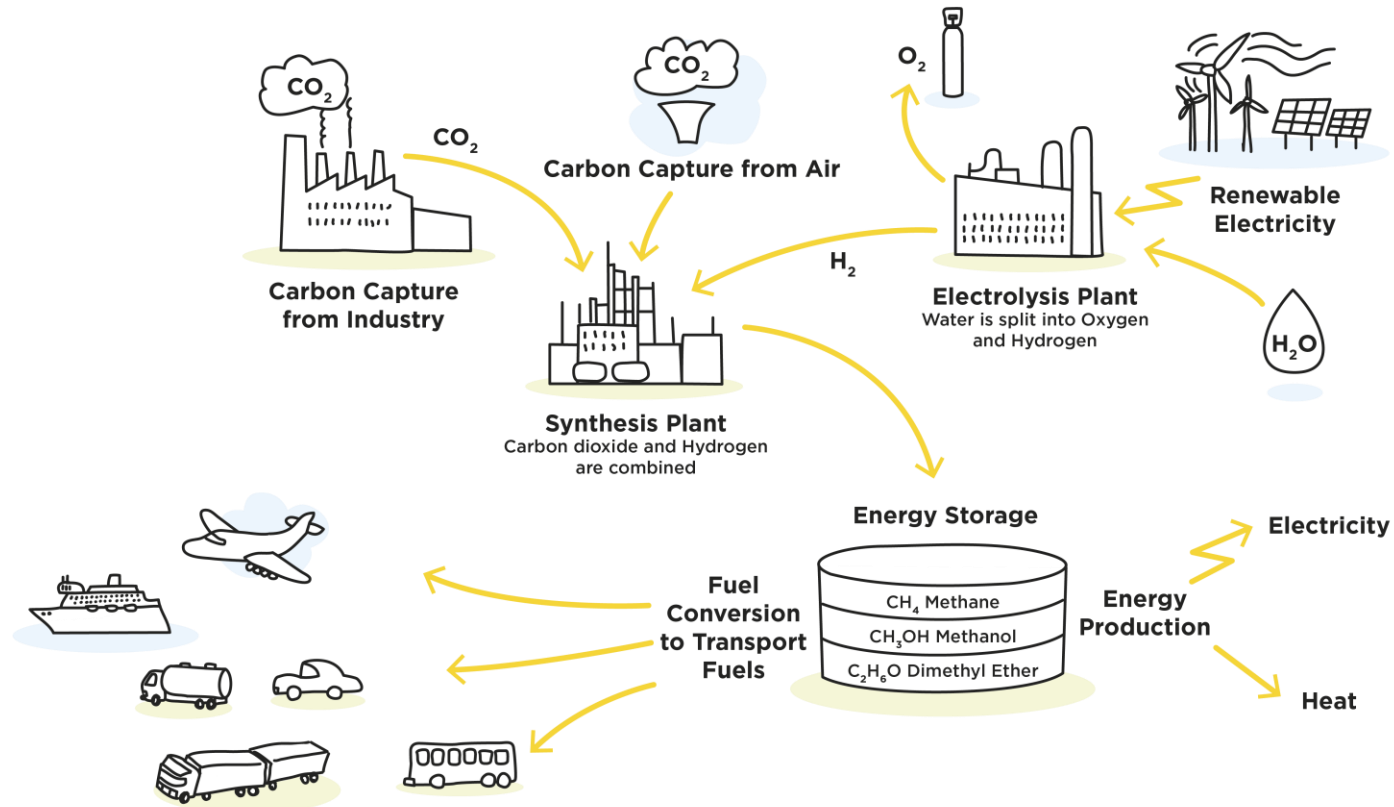 CO₂
CO₂
Carbon Capture
from Industry
CO₂
Carbon Capture from Air
O₂
Renewable
Electricity
H₂
Electrolysis Plant
Water is split into Oxygen
and Hydrogen
H₂O
Synthesis Plant
Carbon dioxide and Hydrogen
are combined
Energy Storage
CH₄ Methane
CH₃OH Methanol
C₂H₆O Dimethyl Ether
Fuel
Conversion
to Transport
Fuels
Energy
Production
Electricity
Heat